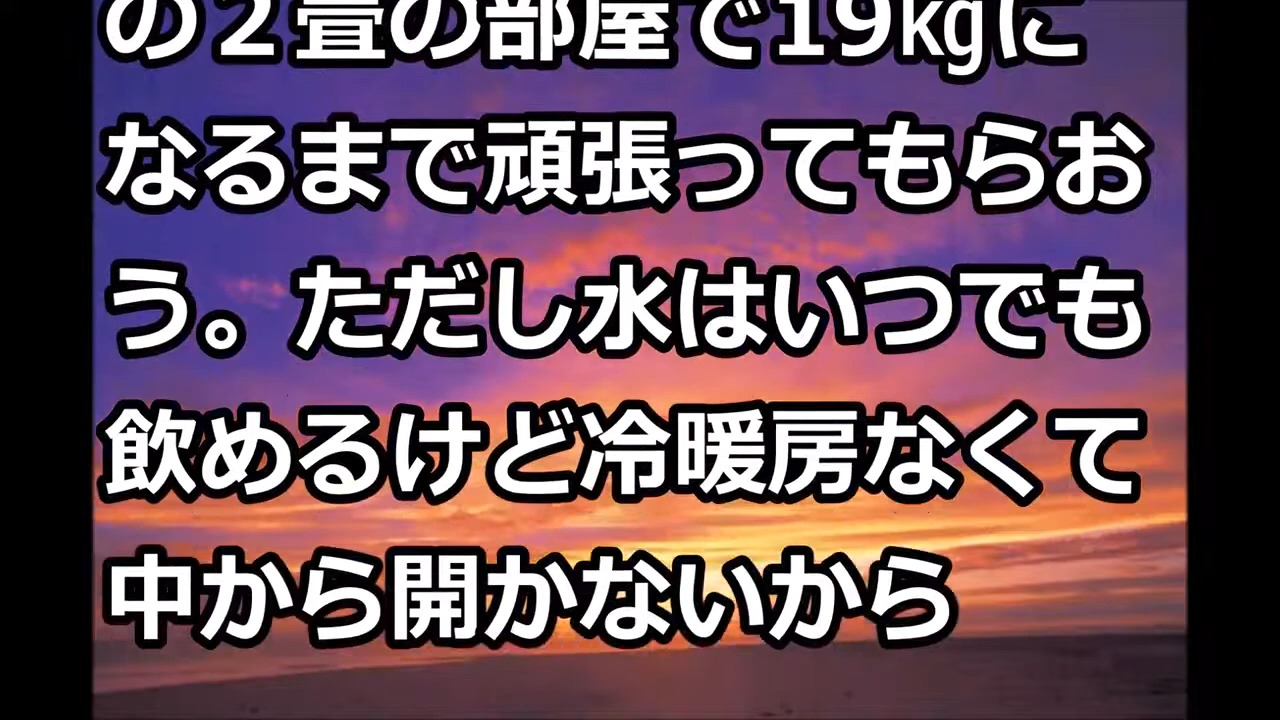 の２畳の部屋で19㎏に
なるまで頑張ってもらお
う。ただし水はいつでも
飲めるけど冷暖房なくて
中から開かないから